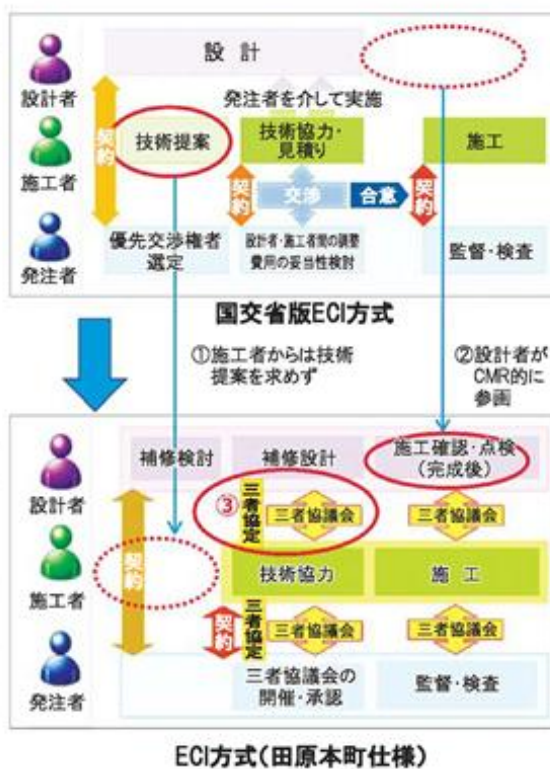 設計
設計者
発注者を介して実施
契約
技術提案
技術協力・
見積り
施工
施工者
契約
交渉
合意
契約
優先交渉権者
選定
設計者・施工者間の調整
費用の妥当性検討
監督・検査
発注者
国交省版ECI方式
①施工者からは技術
提案を求めず
②設計者が
CMR的に
参画
補修検討
補修設計
施工確認・点検
(完成後)
設計者
③
三者協定
三者協議会
三者協議会
契約
技術協力
施工
施工者
契約
三者協定
三者協議会
三者協議会
発注者
三者協議会の
開催・承認
監督・検査
ECI方式(田原本町仕様)